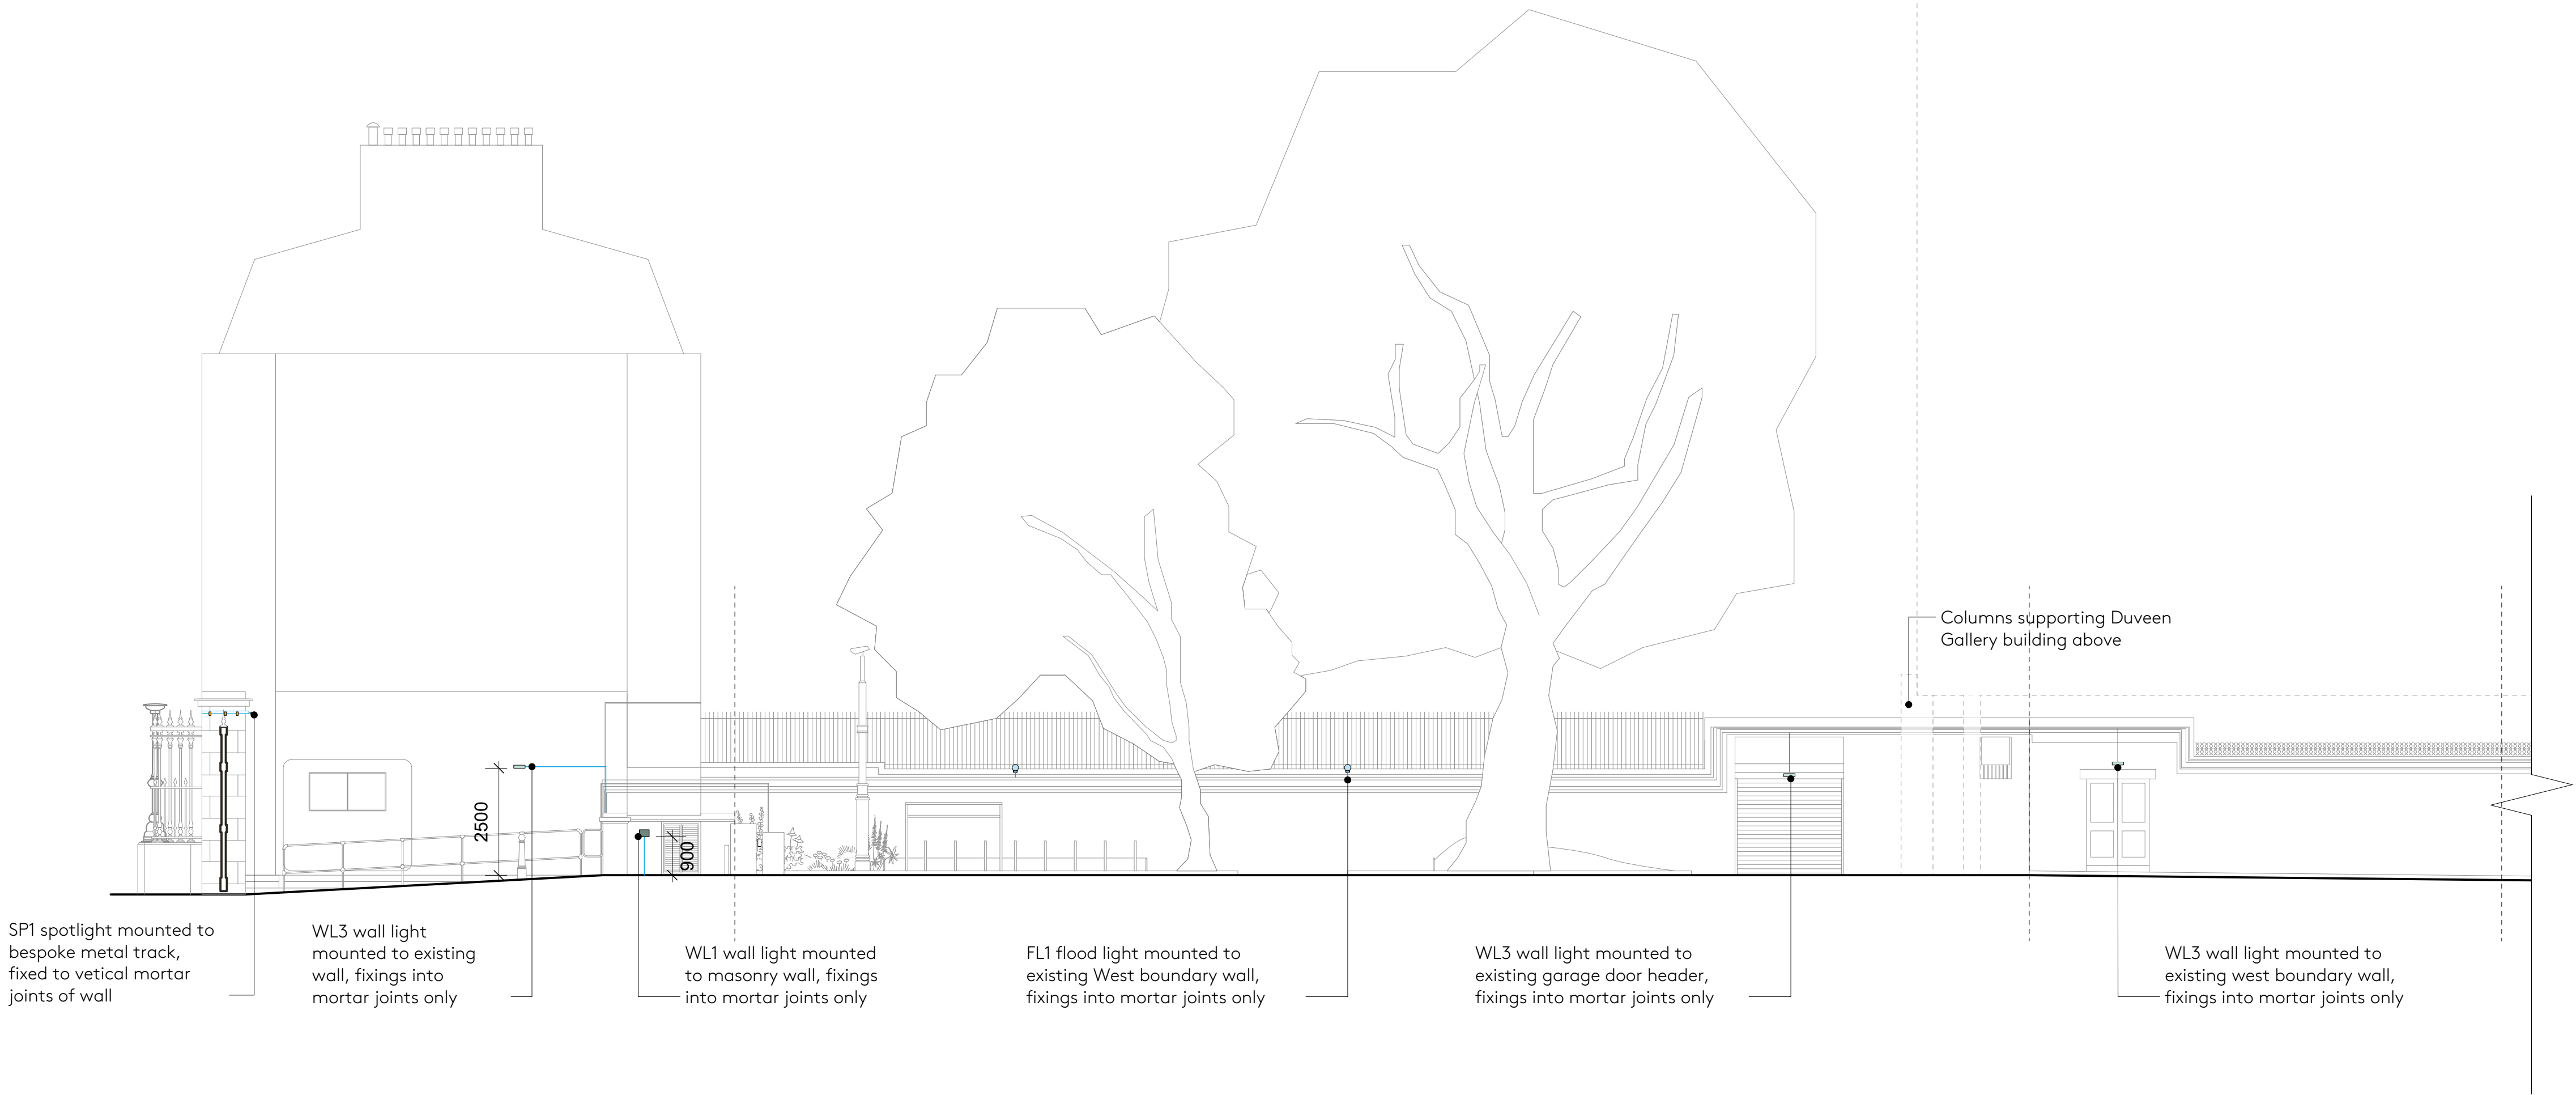 Columns supporting Duveen
Gallery building above
2500
900
SP1 spotlight mounted to
bespoke metal track,
fixed to vetical mortar
joints of wall
WL3 wall light
mounted to existing
wall, fixings into
mortar joints only
WL1 wall light mounted
to masonry wall, fixings
into mortar joints only
FL1 flood light mounted to
existing West boundary wall,
fixings into mortar joints only
WL3 wall light mounted to
existing garage door header,
fixings into mortar joints only
WL3 wall light mounted to
existing west boundary wall,
fixings into mortar joints only